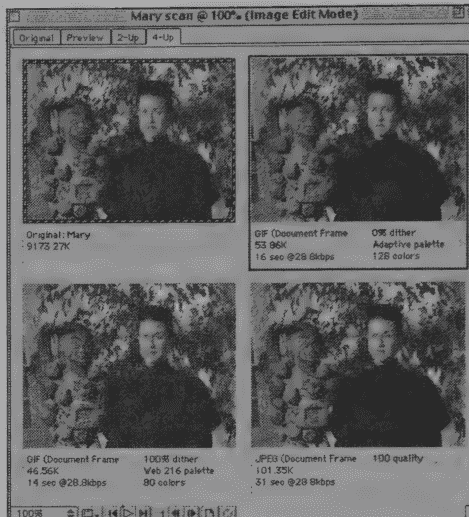 Mary scan @ 100% (Image Edit Mode)
Original Preview 2-Up 4-Up
Original: Mary
9173.27K
GIF (Document Frame 0% dither
53.86K Adaptive palette
16 sec @28.8kbps 128 colors
GIF (Document Frame 100% dither
46.56K Web 216 palette
14 sec @28.8kbps 80 colors
JPEG (Document Frame 100 quality
101.35K
31 sec @28.8kbps
100%